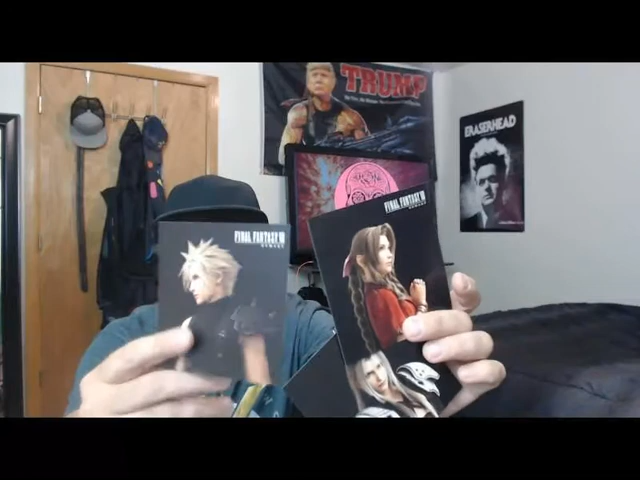 TRUMP
ERASERHEAD
FINAL FANTASY VII
REMAKE
FINAL FANTASY VII
REMAKE